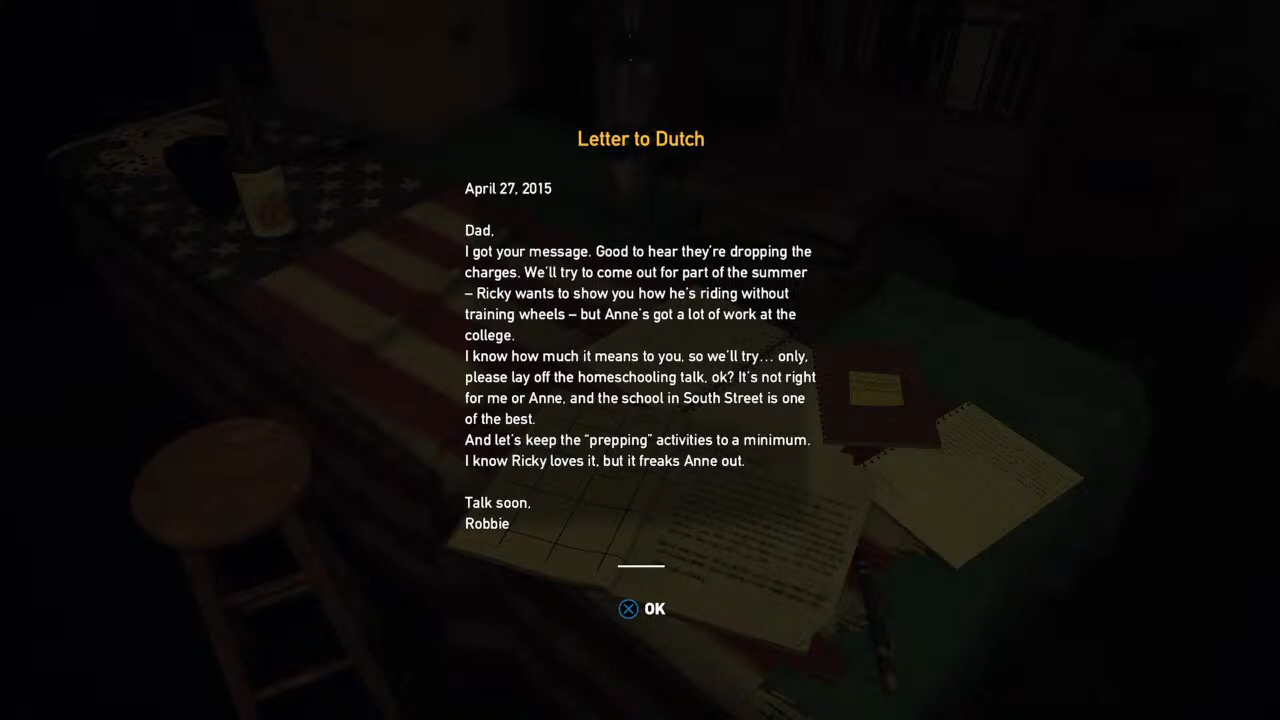 Letter to Dutch
April 27, 2015
Dad,
I got your message. Good to hear they're dropping the
charges. We'll try to come out for part of the summer
– Ricky wants to show you how he's riding without
training wheels – but Anne's got a lot of work at the
college.
I know how much it means to you, so we'll try... only,
please lay off the homeschooling talk, ok? It's not right
for me or Anne, and the school in South Street is one
of the best.
And let's keep the "prepping" activities to a minimum.
I know Ricky loves it, but it freaks Anne out.
Talk soon,
Robbie
OK